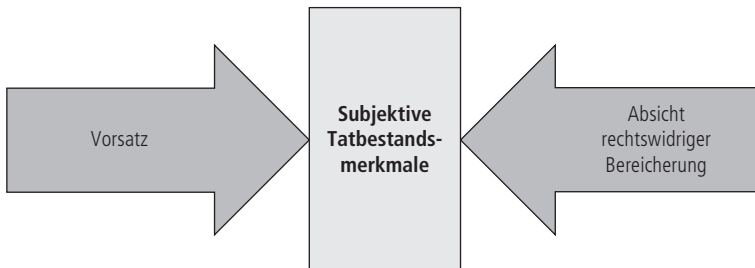 Vorsatz
Subjektive
Tatbestands-
merkmale
Absicht
rechtswidriger
Bereicherung